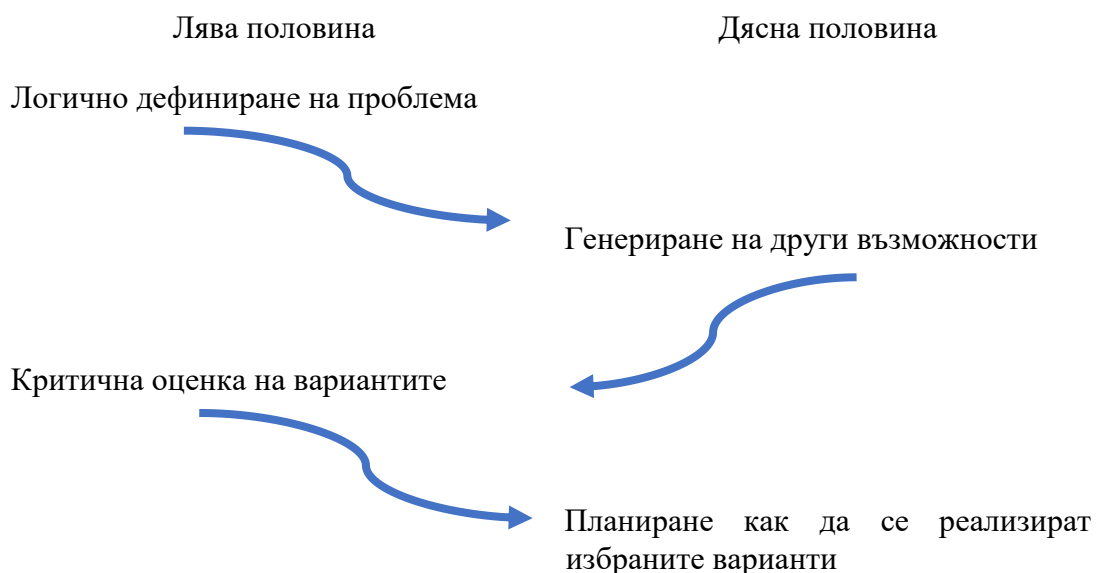 Лява половина
Дясна половина
Логично дефиниране на проблема
Генериране на други възможности
Критична оценка на вариантите
Планиране как да се реализират
избраните варианти